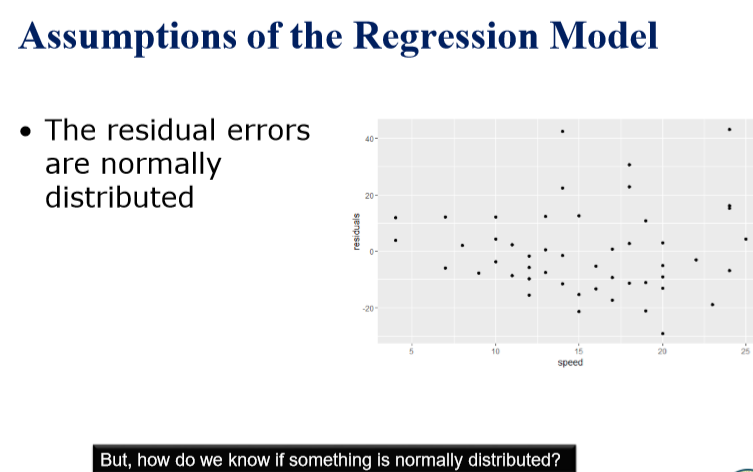 Assumptions of the Regression Model
• The residual errors
are normally
distributed
40
20
0
-20
residuals
5
10
15
20
25
speed
But, how do we know if something is normally distributed?